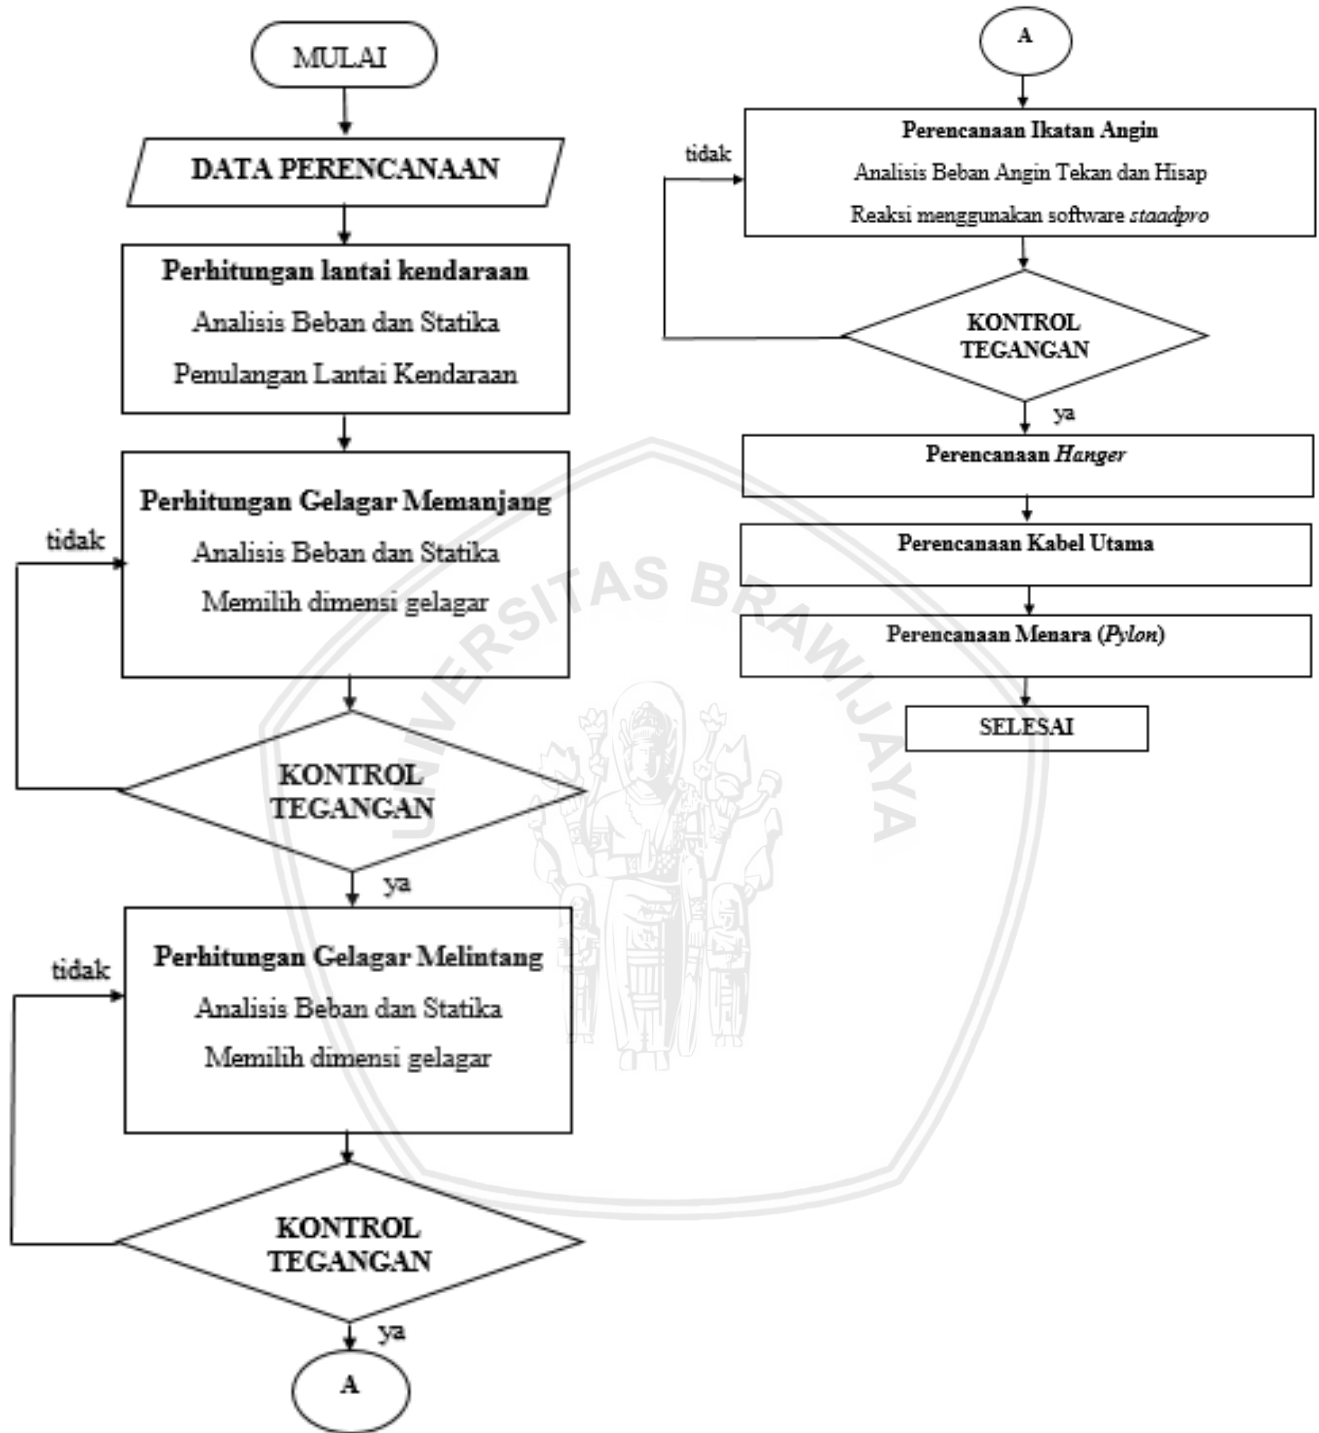 MULAI
DATA PERENCANAAN
Perhitungan lantai kendaraan
Analisis Beban dan Statika
Penulangan Lantai Kendaraan
Perhitungan Gelagar Memanjang
Analisis Beban dan Statika
Memilih dimensi gelagar
tidak
KONTROL
TEGANGAN
ya
Perhitungan Gelagar Melintang
Analisis Beban dan Statika
Memilih dimensi gelagar
tidak
KONTROL
TEGANGAN
ya
A
A
Perencanaan Ikatan Angin
Analisis Beban Angin Tekan dan Hisap
Reaksi menggunakan software staadpro
tidak
KONTROL
TEGANGAN
ya
Perencanaan Hanger
Perencanaan Kabel Utama
Perencanaan Menara (Pylon)
SELESAI
UNIVERSITAS BRAWIJAYA